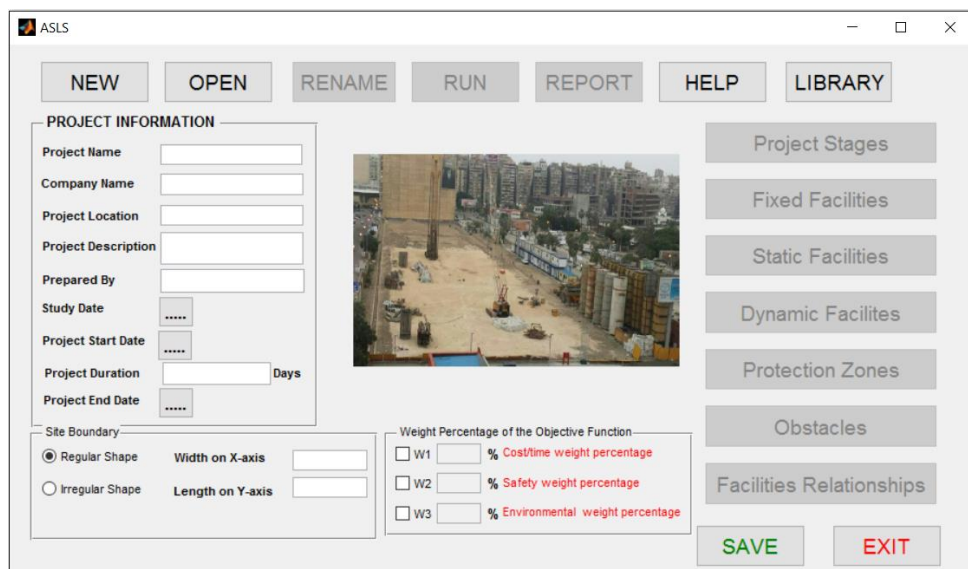 ASLS
NEW OPEN RENAME RUN REPORT HELP LIBRARY
PROJECT INFORMATION
Project Name
Company Name
Project Location
Project Description
Prepared By
Study Date .....
Project Start Date .....
Project Duration Days
Project End Date .....
Project Stages
Fixed Facilities
Static Facilities
Dynamic Facilites
Protection Zones
Obstacles
Facilities Relationships
Site Boundary
Regular Shape Width on X-axis
Irregular Shape Length on Y-axis
Weight Percentage of the Objective Function
W1 % Cost/time weight percentage
W2 % Safety weight percentage
W3 % Environmental weight percentage
SAVE EXIT